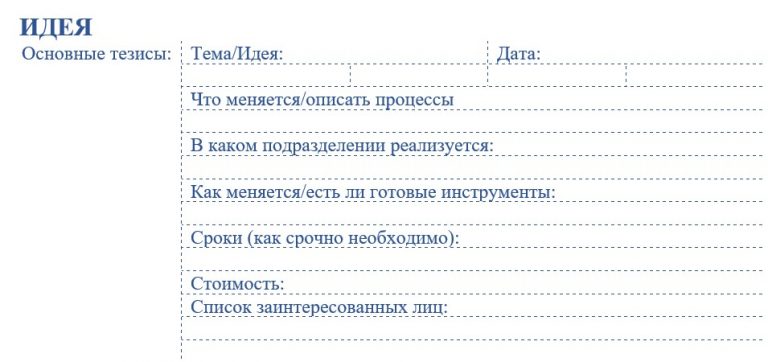 ИДЕЯ
Основные тезисы: Тема/Идея: Дата:
Что меняется/описать процессы
В каком подразделении реализуется:
Как меняется/есть ли готовые инструменты:
Сроки (как срочно необходимо):
Стоимость:
Список заинтересованных лиц: